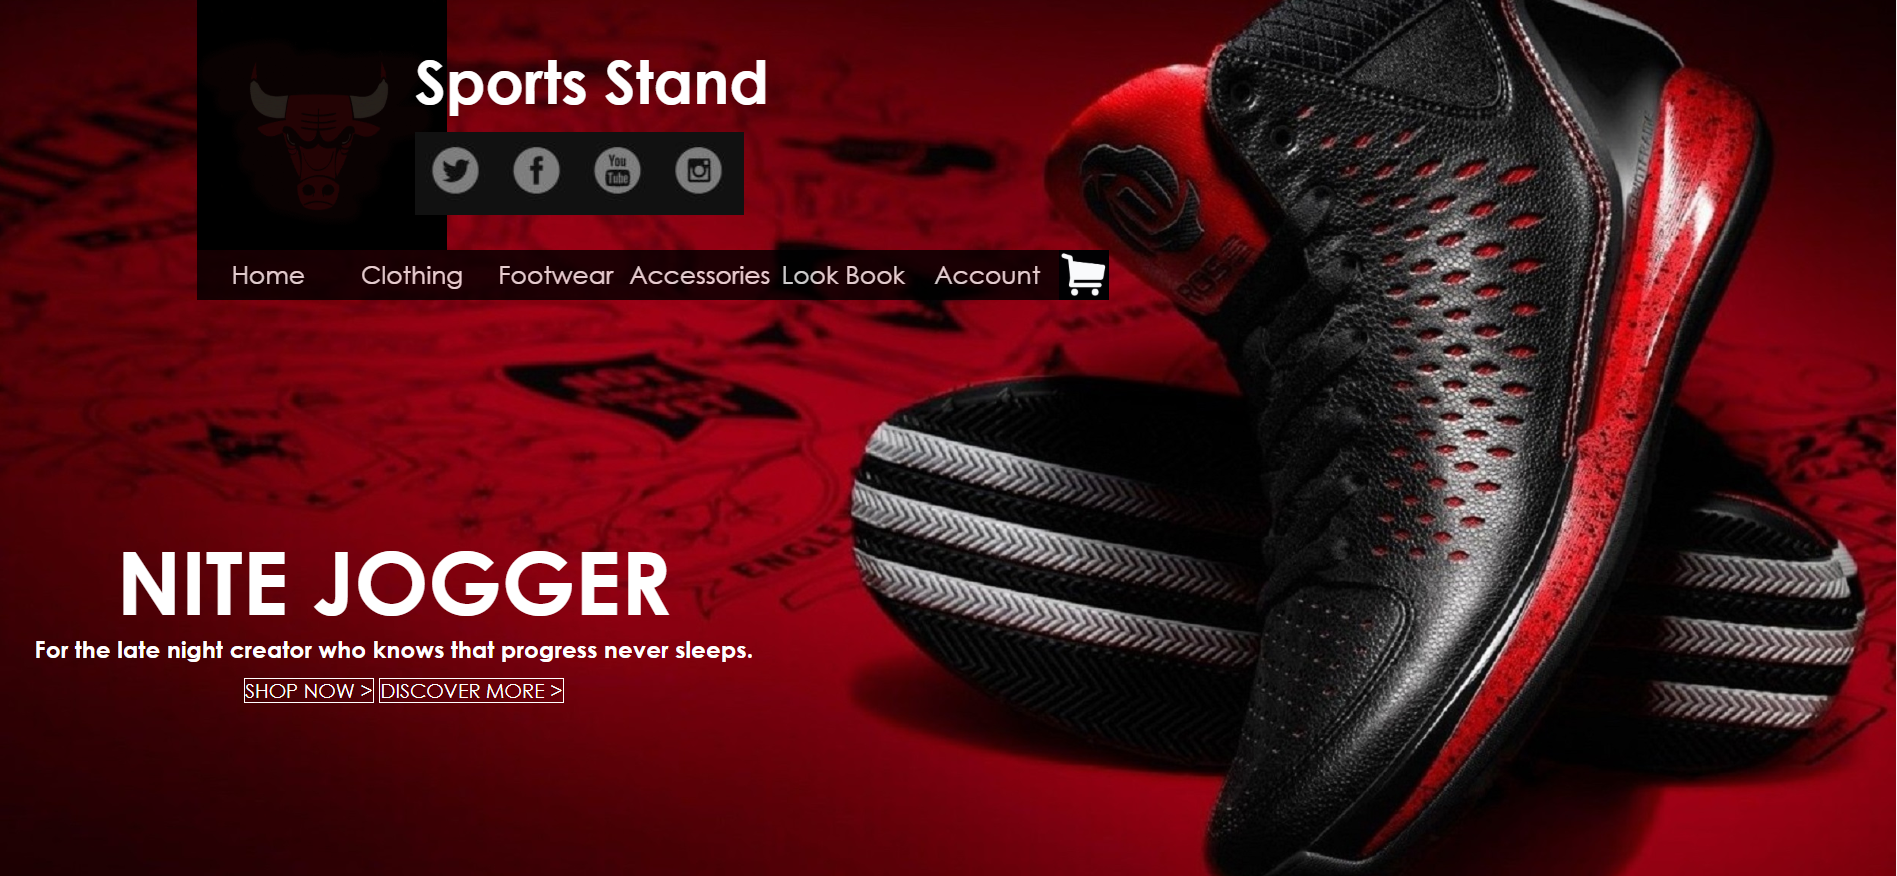 Sports Stand
You
Tube
Home Clothing Footwear Accessories Look Book Account
NITE JOGGER
For the late night creator who knows that progress never sleeps.
SHOP NOW > DISCOVER MORE >